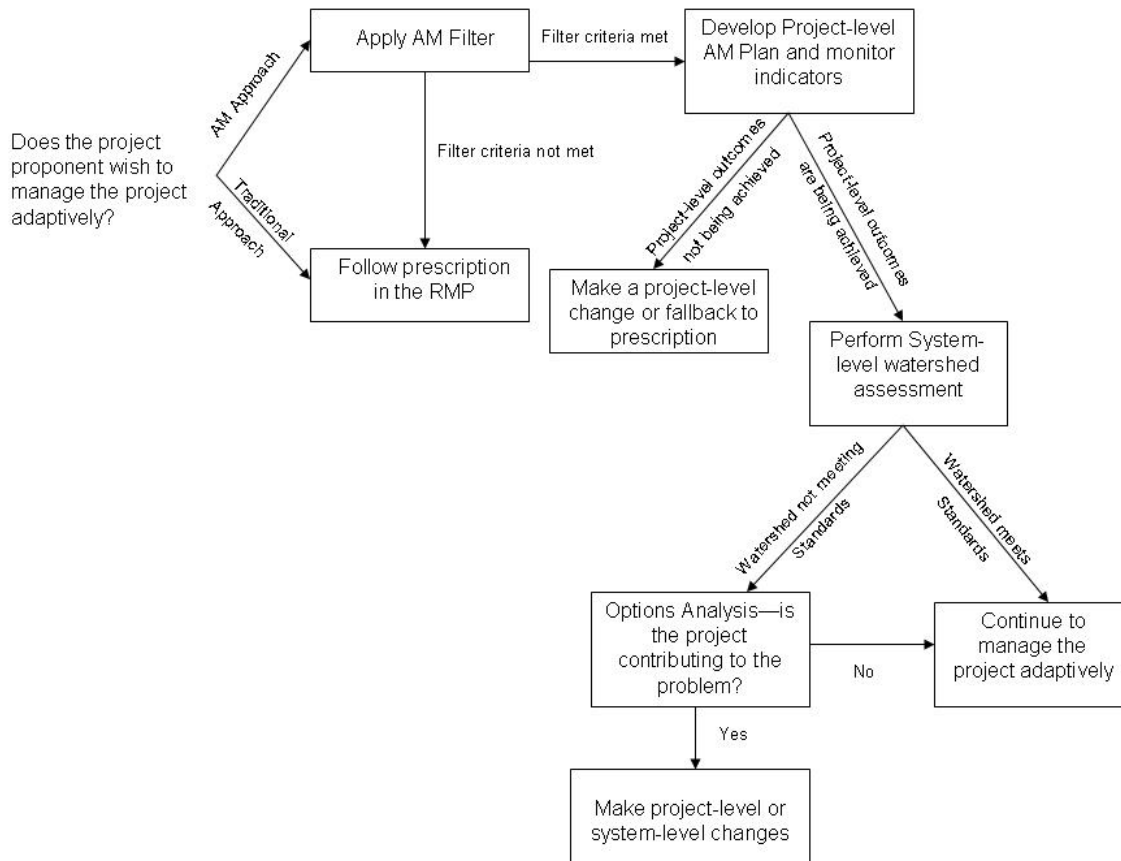 Does the project
proponent wish to
manage the project
adaptively?
AM Approach
Traditional
Approach
Apply AM Filter
Filter criteria met
Filter criteria not met
Follow prescription
in the RMP
Develop Project-level
AM Plan and monitor
indicators
Project-level outcomes
not being achieved
Project-level outcomes
are being achieved
Make a project-level
change or fallback to
prescription
Perform System-
level watershed
assessment
Watershed not meeting
Standards
Watershed meets
Standards
Options Analysis—is
the project
contributing to the
problem?
No
Continue to
manage the
project adaptively
Yes
Make project-level or
system-level changes